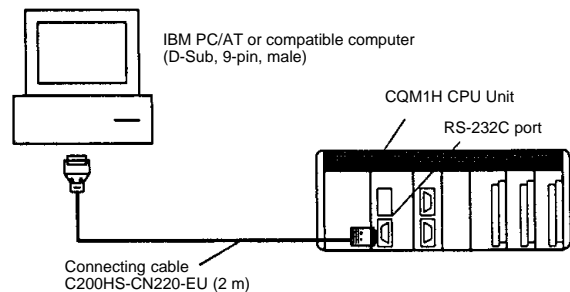 IBM PC/AT or compatible computer
(D-Sub, 9-pin, male)
CQM1H CPU Unit
RS-232C port
Connecting cable
C200HS-CN220-EU (2 m)